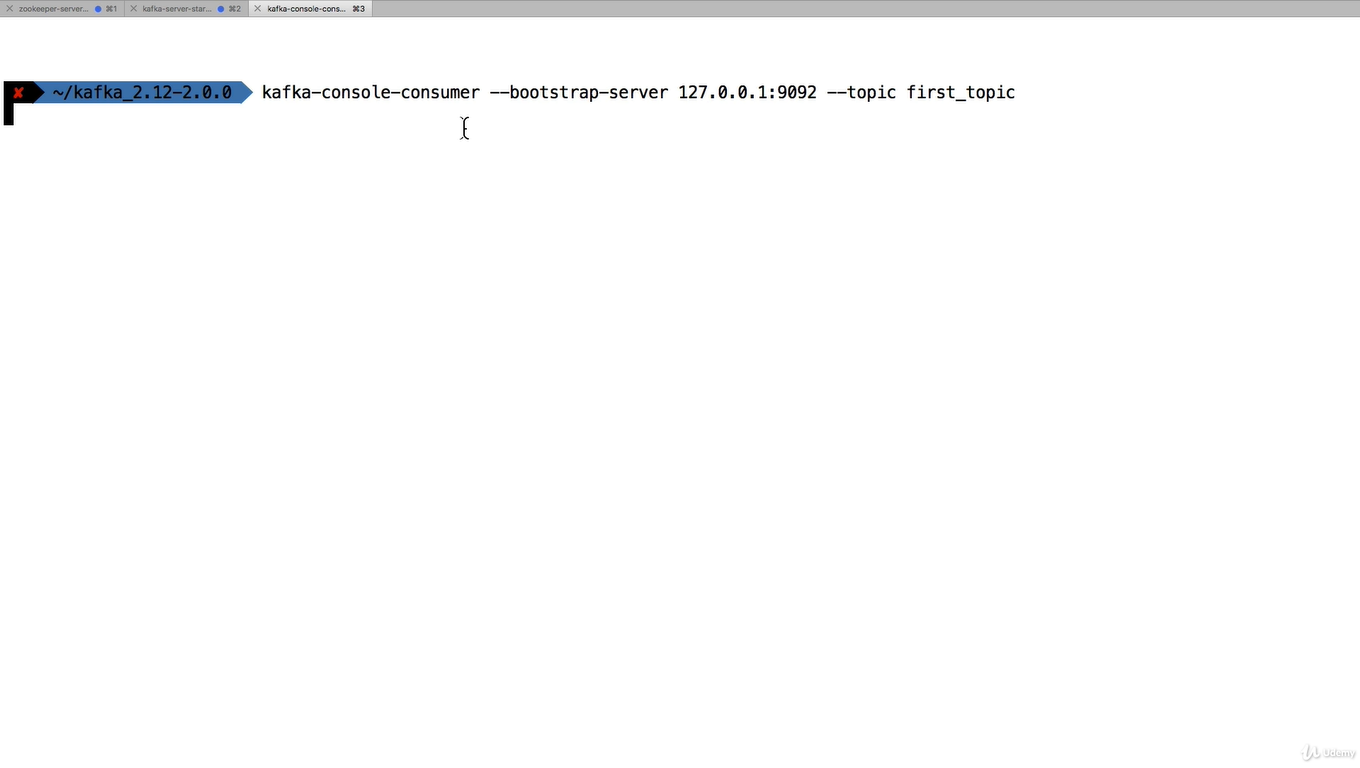 zookeeper-server... ⌘1 kafka-server-star... ⌘2 kafka-console-cons... ⌘3
✘ ~/kafka_2.12-2.0.0 kafka-console-consumer --bootstrap-server 127.0.0.1:9092 --topic first_topic
Udemy